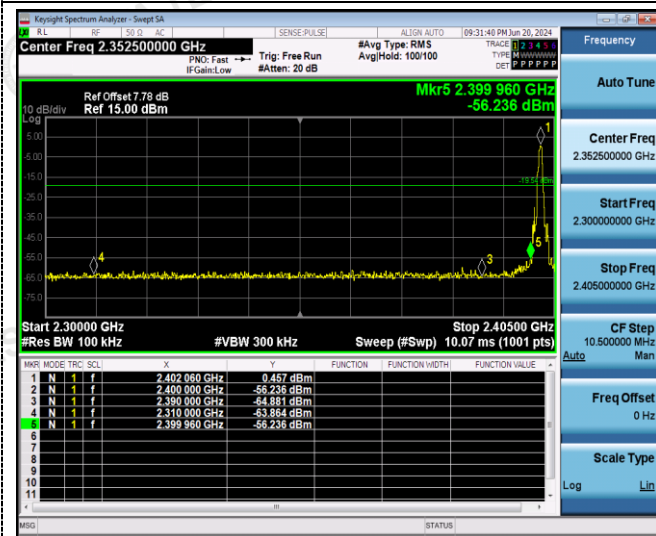 Keysight Spectrum Analyzer - Swept SA
RL RF 50 Ω AC SENSE:PULSE ALIGN AUTO 09:31:40 PM Jun 20, 2024
Center Freq 2.352500000 GHz
PNO: Fast Trig: Free Run #Avg Type: RMS TRACE 1 2 3 4 5 6
IFGain:Low #Atten: 20 dB Avg|Hold: 100/100 TYPE M WWWWW
DET P P P P P P
Mkr5 2.399 960 GHz
-56.236 dBm
Ref Offset 7.78 dB
10 dB/div Ref 15.00 dBm
Log
5.00
-5.00
-15.0
-25.0
-35.0
-45.0
-55.0
-65.0
-75.0
1
-19.54 dBm
5
4
3
Start 2.30000 GHz Stop 2.40500 GHz
#Res BW 100 kHz #VBW 300 kHz Sweep (#Swp) 10.07 ms (1001 pts)
MKR MODE TRC SCL X Y FUNCTION FUNCTION WIDTH FUNCTION VALUE
1 N 1 f 2.402 060 GHz 0.457 dBm
2 N 1 f 2.400 000 GHz -56.236 dBm
3 N 1 f 2.390 000 GHz -64.881 dBm
4 N 1 f 2.310 000 GHz -63.864 dBm
5 N 1 f 2.399 960 GHz -56.236 dBm
6
7
8
9
10
11
MSG STATUS
Frequency
Auto Tune
Center Freq
2.352500000 GHz
Start Freq
2.300000000 GHz
Stop Freq
2.405000000 GHz
CF Step
10.500000 MHz
Auto Man
Freq Offset
0 Hz
Scale Type
Log Lin